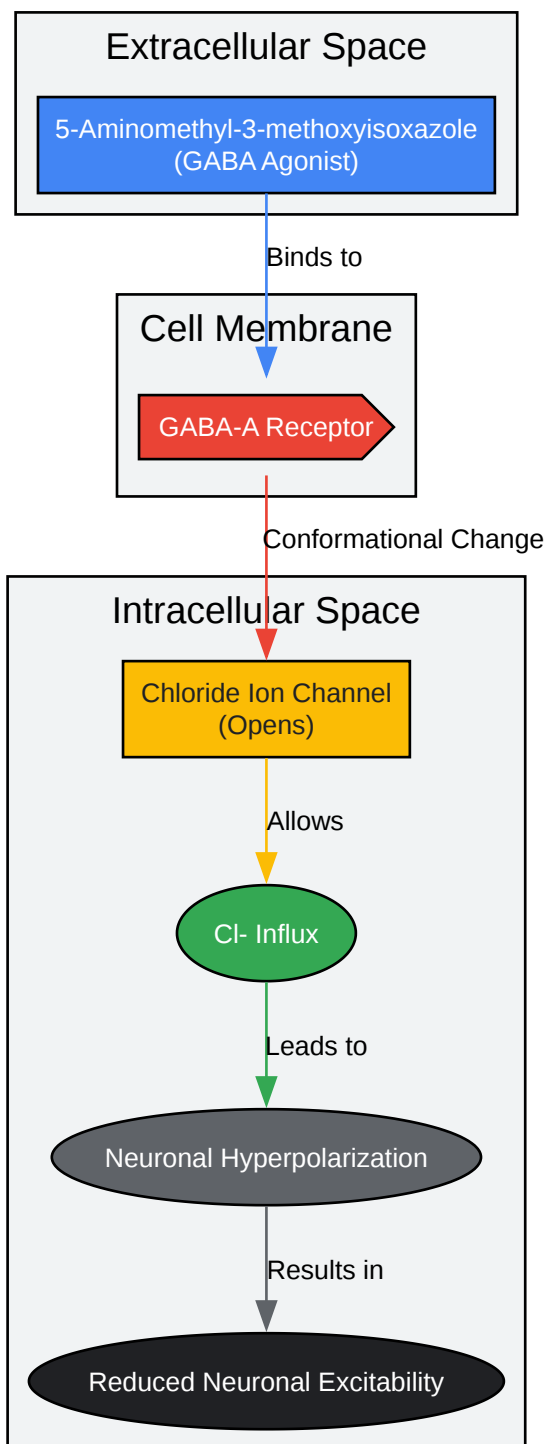 Extracellular Space
5-Aminomethyl-3-methoxyisoxazole
(GABA Agonist)
Binds to
Cell Membrane
GABA-A Receptor
Conformational Change
Intracellular Space
Chloride Ion Channel
(Opens)
Allows
Cl- Influx
Leads to
Neuronal Hyperpolarization
Results in
Reduced Neuronal Excitability